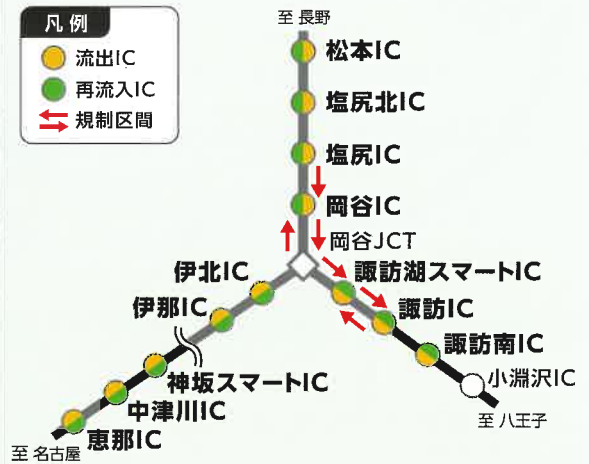 凡例
流出IC
再流入IC
規制区間
至 長野
松本IC
塩尻北IC
塩尻IC
岡谷IC
岡谷JCT
諏訪湖スマートIC
諏訪IC
諏訪南IC
小淵沢IC
至 八王子
伊北IC
伊那IC
神坂スマートIC
中津川IC
恵那IC
至 名古屋